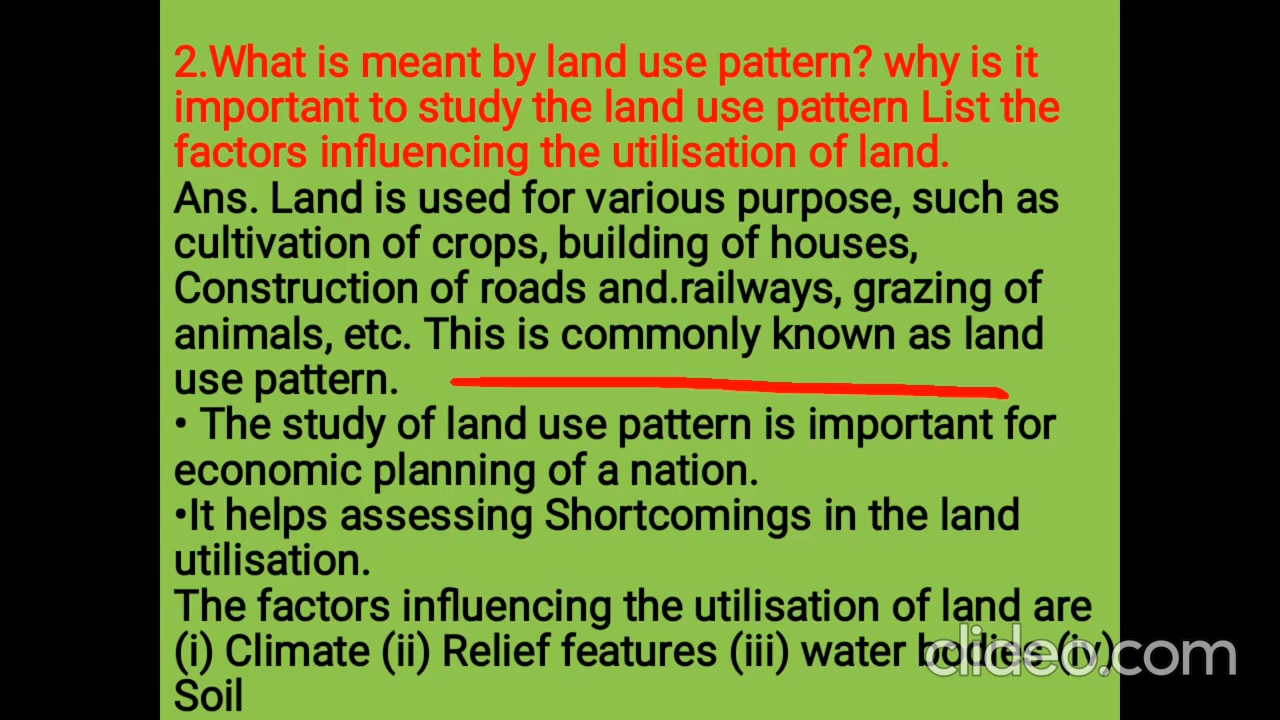 2.What is meant by land use pattern? why is it
important to study the land use pattern List the
factors influencing the utilisation of land.
Ans. Land is used for various purpose, such as
cultivation of crops, building of houses,
Construction of roads and.railways, grazing of
animals, etc. This is commonly known as land
use pattern.
• The study of land use pattern is important for
economic planning of a nation.
•It helps assessing Shortcomings in the land
utilisation.
The factors influencing the utilisation of land are
(i) Climate (ii) Relief features (iii) water bodies (iv)
Soil
clideo.com